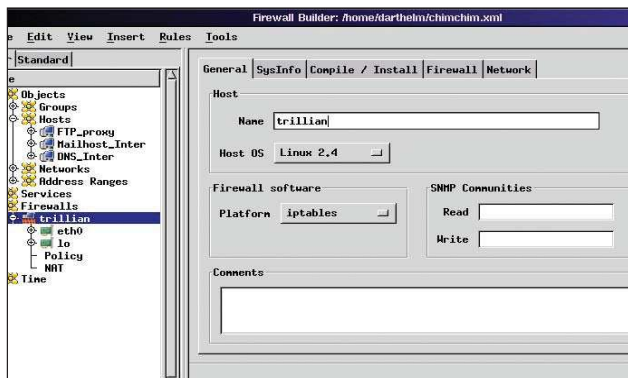 Firewall Builder: /home/darthelm/chimchim.xml
Edit View Insert Rules Tools
Standard
General SysInfo Compile / Install Firewall Network
Objects
Groups
Hosts
FTP_proxy
Mailhost_Inter
DNS_Inter
Networks
Address Ranges
Services
Firewalls
trillian
eth0
lo
Policy
NAT
Time
Host
Name trillian
Host OS Linux 2.4
Firewall software
Platform iptables
SNMP Communities
Read
Write
Comments